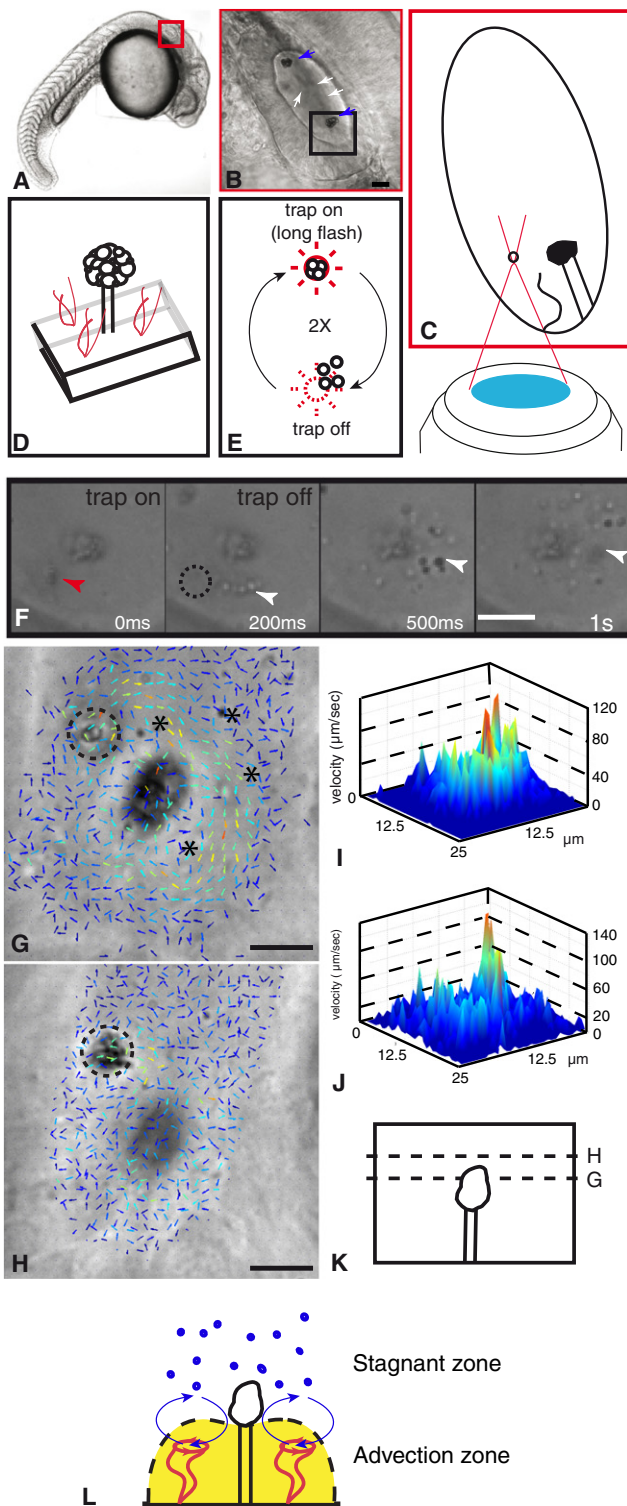 A
B
C
D
trap on
(long flash)
2X
trap off
E
trap on
trap off
F
0ms
200ms
500ms
1s
* * * *
G
velocity (µm/sec)
120
80
40
0
0
12.5
25
12.5
µm
I
H
velocity ( µm/sec)
140
100
60
20
0
0
12.5
25
12.5
µm
J
H
G
K
Stagnant zone
Advection zone
L